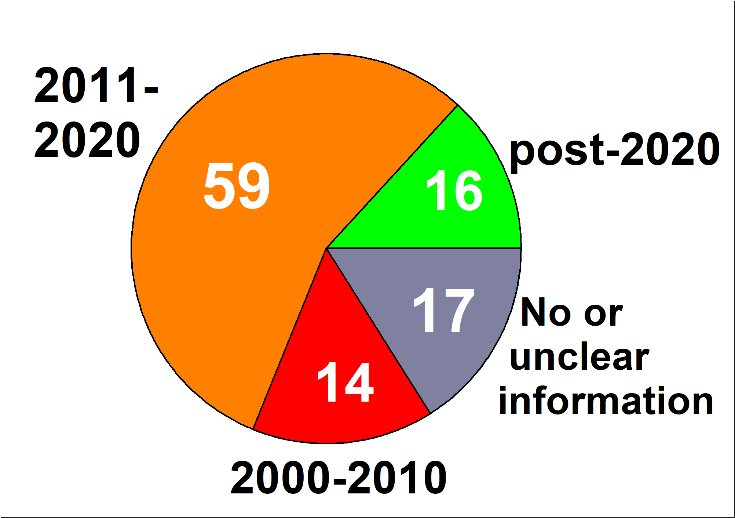 2011-
2020
59
post-2020
16
17
No or
unclear
information
14
2000-2010